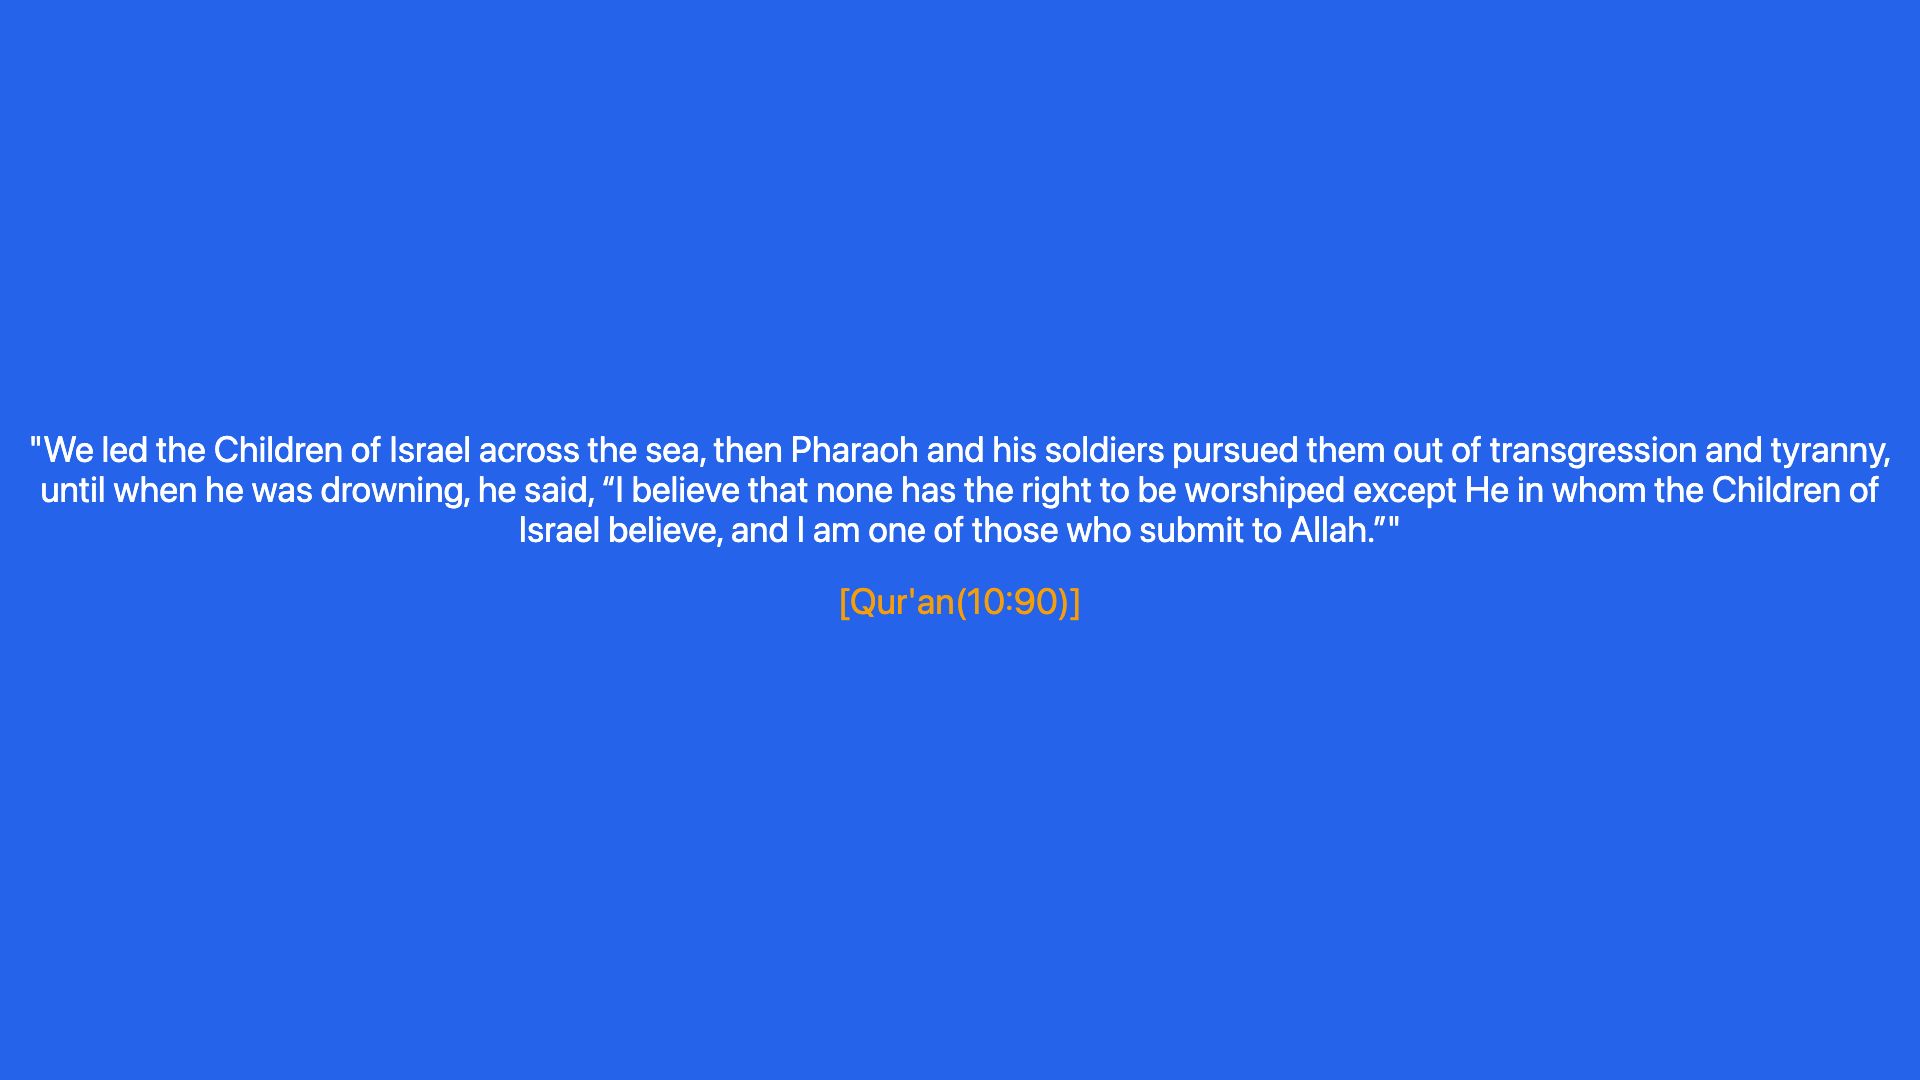 "We led the Children of Israel across the sea, then Pharaoh and his soldiers pursued them out of transgression and tyranny,
until when he was drowning, he said, “I believe that none has the right to be worshiped except He in whom the Children of
Israel believe, and I am one of those who submit to Allah.”"
[Qur'an(10:90)]